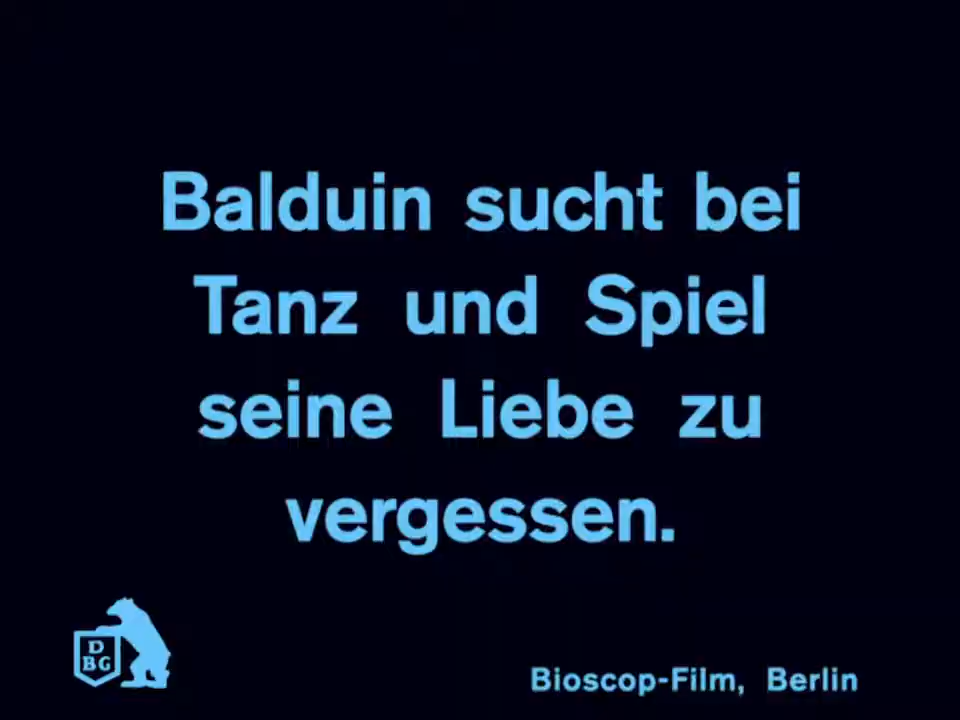 Balduin sucht bei
Tanz und Spiel
seine Liebe zu
vergessen.
D
BG
Bioscop-Film, Berlin